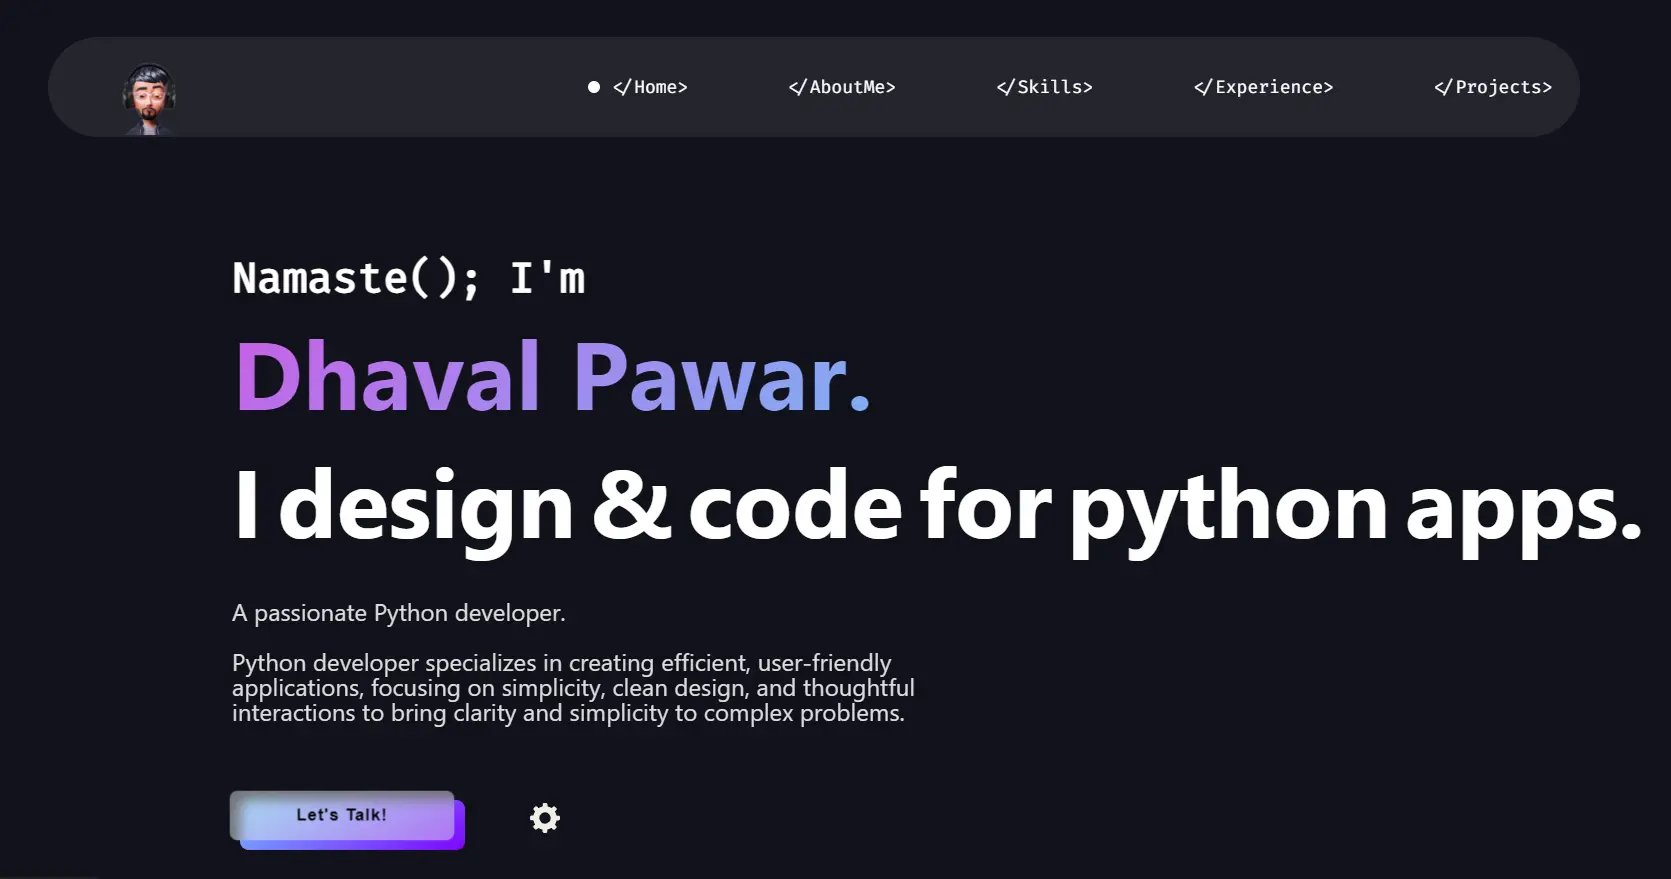 </Home> </AboutMe> </Skills> </Experience> </Projects>
Namaste(); I'm
Dhaval Pawar.
I design & code for python apps.
A passionate Python developer.
Python developer specializes in creating efficient, user-friendly
applications, focusing on simplicity, clean design, and thoughtful
interactions to bring clarity and simplicity to complex problems.
Let's Talk!